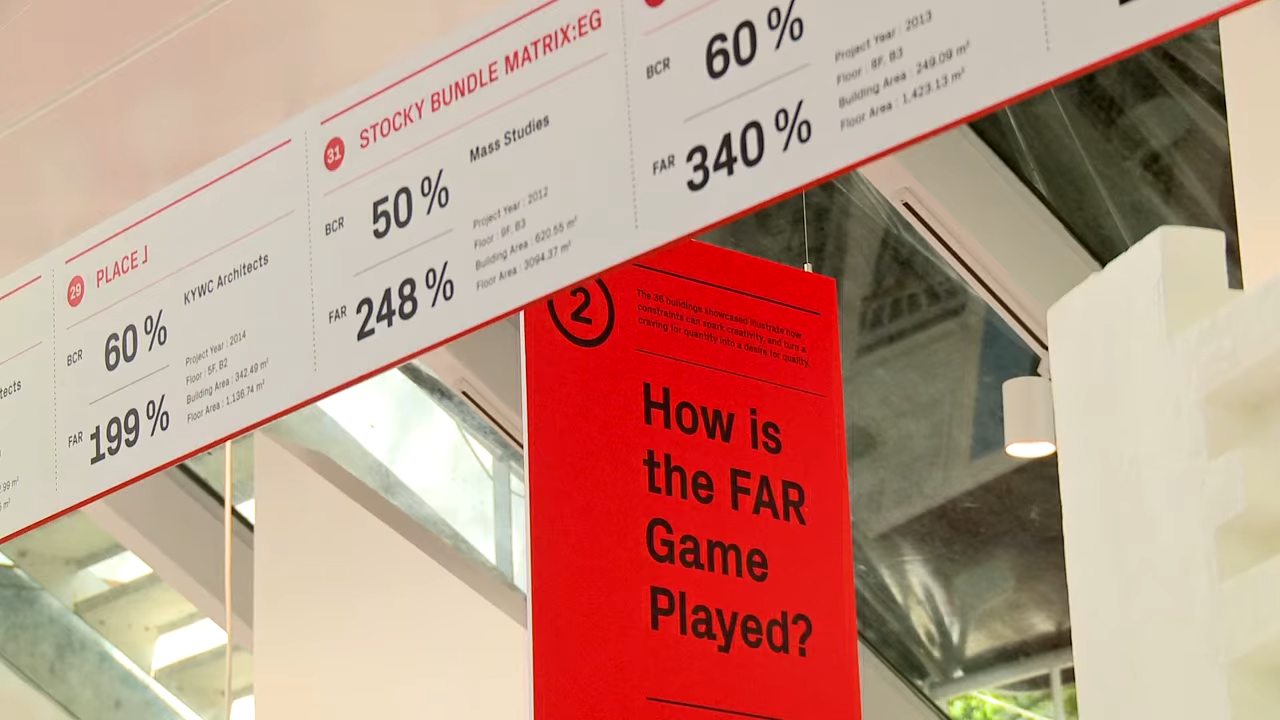 tects
29 PLACE J
KYWC Architects
BCR 60%
FAR 199%
Project Year : 2014
Floor : 5F, B2
Building Area : 342.49 m²
Floor Area : 1,136.74 m²
31 STOCKY BUNDLE MATRIX:EG
Mass Studies
BCR 50%
FAR 248%
Project Year : 2012
Floor : 9F, B3
Building Area : 620.55 m²
Floor Area : 3094.37 m²
BCR 60%
FAR 340%
Project Year : 2013
Floor : 8F, B3
Building Area : 249.09 m²
Floor Area : 1,423.13 m²
2
The 36 buildings showcased illustrate how
constraints can spark creativity, and turn a
craving for quantity into a desire for quality.
How is
the FAR
Game
Played?